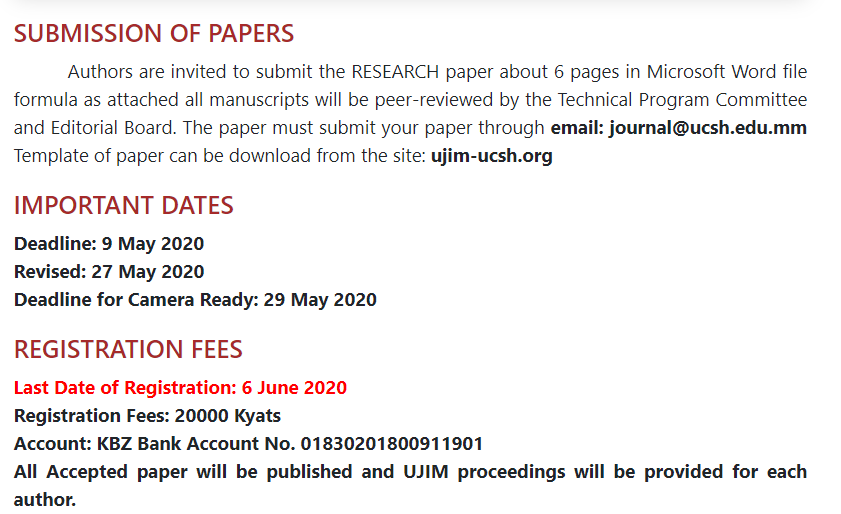 SUBMISSION OF PAPERS
Authors are invited to submit the RESEARCH paper about 6 pages in Microsoft Word file
formula as attached all manuscripts will be peer-reviewed by the Technical Program Committee
and Editorial Board. The paper must submit your paper through email: journal@ucsh.edu.mm
Template of paper can be download from the site: ujim-ucsh.org
IMPORTANT DATES
Deadline: 9 May 2020
Revised: 27 May 2020
Deadline for Camera Ready: 29 May 2020
REGISTRATION FEES
Last Date of Registration: 6 June 2020
Registration Fees: 20000 Kyats
Account: KBZ Bank Account No. 01830201800911901
All Accepted paper will be published and UJIM proceedings will be provided for each
author.